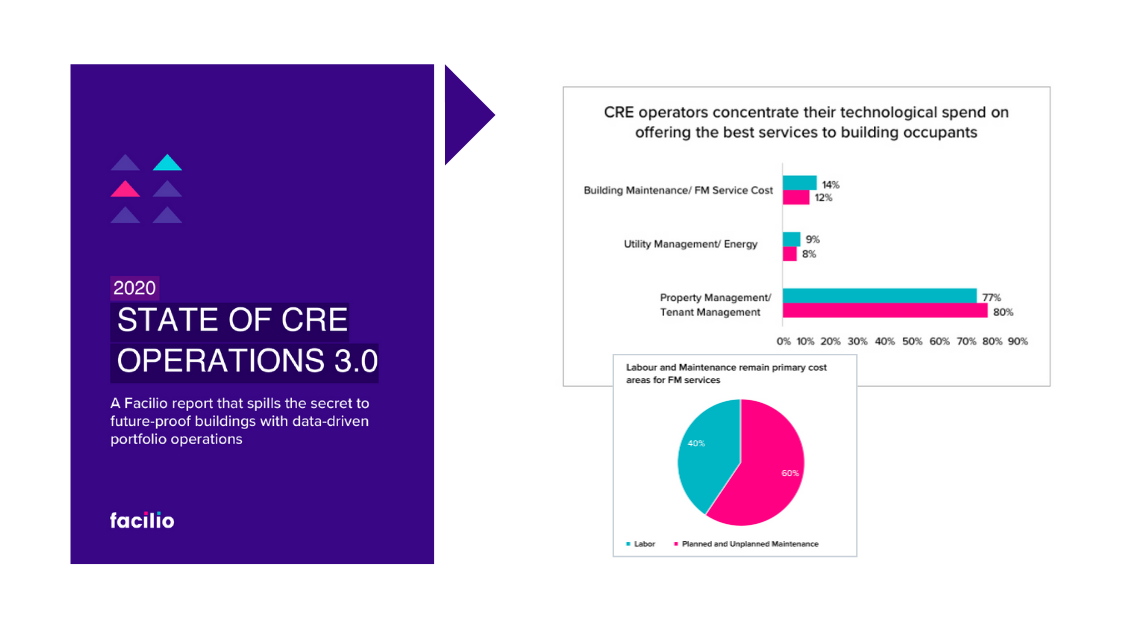 2020
STATE OF CRE
OPERATIONS 3.0
A Facilio report that spills the secret to
future-proof buildings with data-driven
portfolio operations
facilio
CRE operators concentrate their technological spend on
offering the best services to building occupants
Building Maintenance/ FM Service Cost
14%
12%
Utility Management/ Energy
9%
8%
Property Management/
Tenant Management
77%
80%
0% 10% 20% 30% 40% 50% 60% 70% 80% 90%
Labour and Maintenance remain primary cost
areas for FM services
40%
60%
Labor
Planned and Unplanned Maintenance